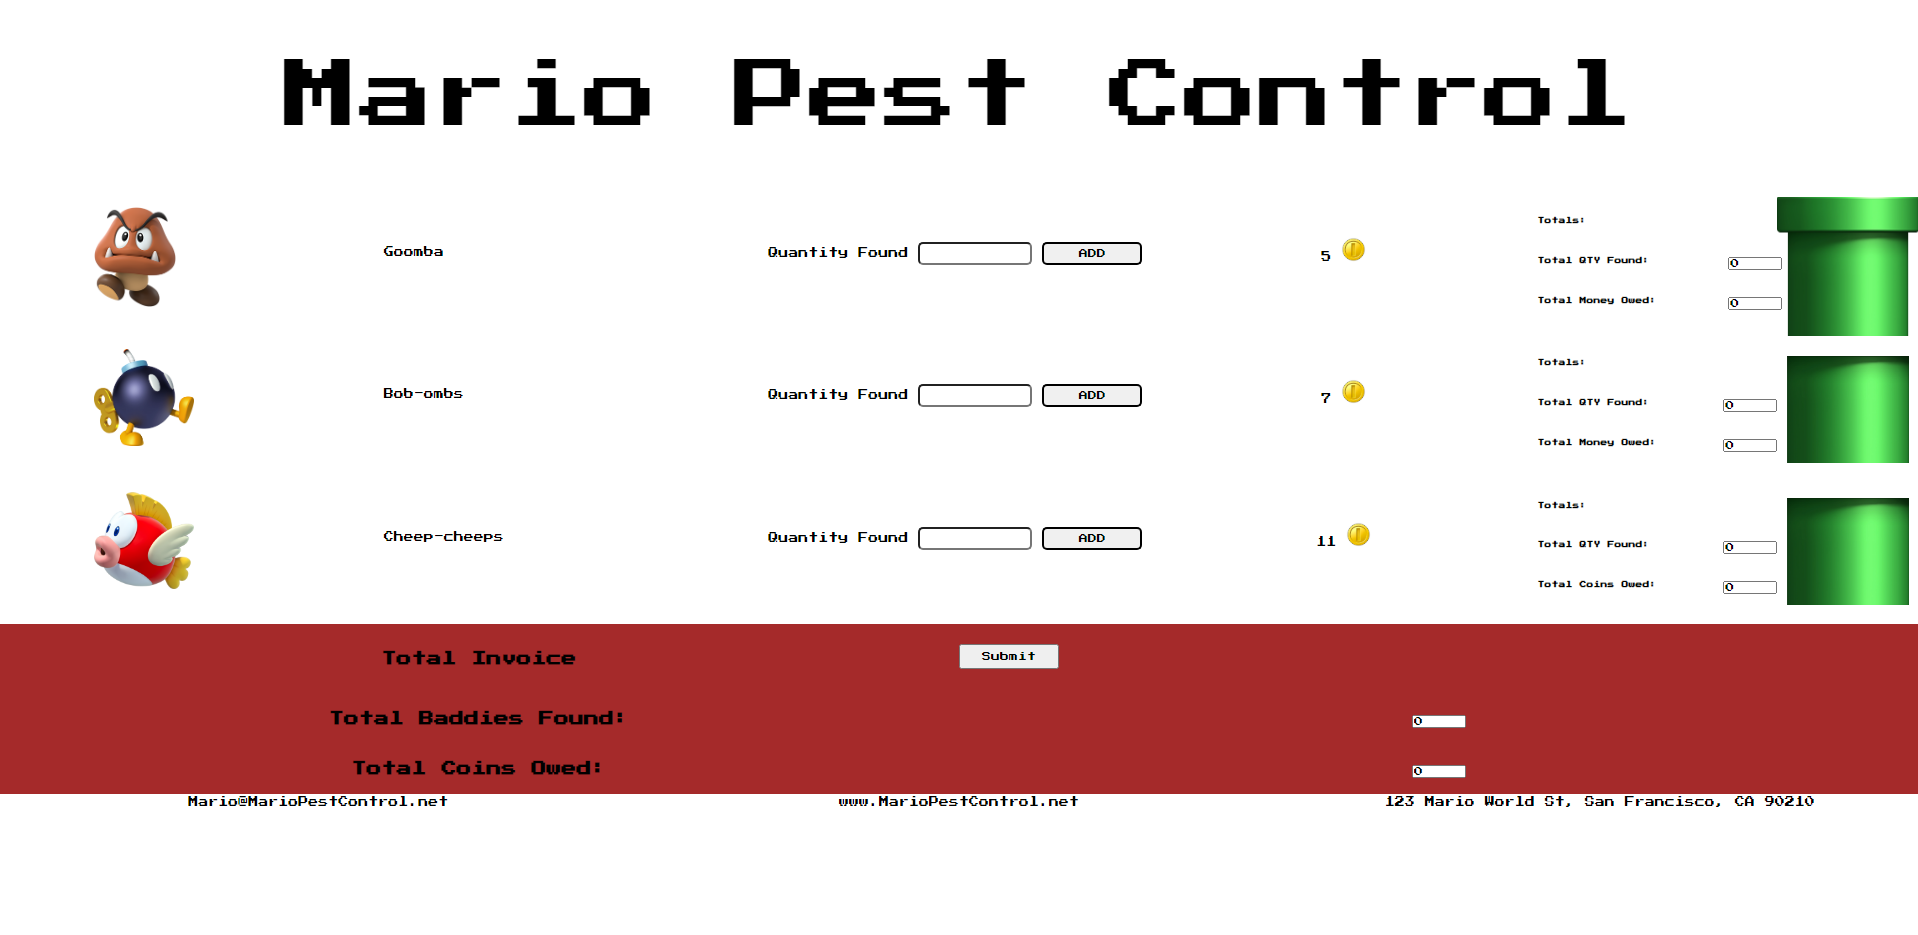 Mario Pest Control
Totals:
Goomba
Quantity Found ADD
5
Total QTY Found: 0
Total Money Owed: 0
Totals:
Bob-ombs
Quantity Found ADD
7
Total QTY Found: 0
Total Money Owed: 0
Totals:
Cheep-cheeps
Quantity Found ADD
11
Total QTY Found: 0
Total Coins Owed: 0
Total Invoice
Submit
Total Baddies Found: 0
Total Coins Owed: 0
Mario@MarioPestControl.net
www.MarioPestControl.net
123 Mario World St, San Francisco, CA 90210